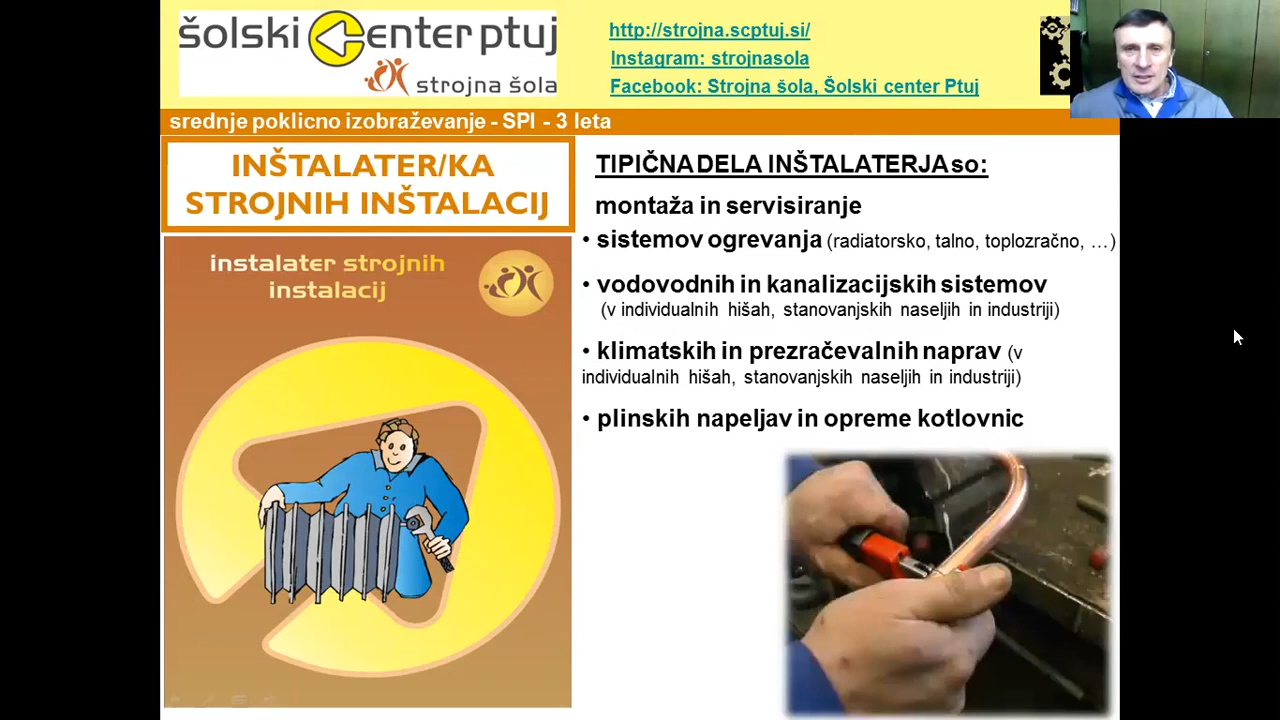 šolski center ptuj
strojna šola
http://strojna.scptuj.si/
Instagram: strojnasola
Facebook: Strojna šola, Šolski center Ptuj
srednje poklicno izobraževanje - SPI - 3 leta
INŠTALATER/KA
STROJNIH INŠTALACIJ
instalater strojnih
instalacij
TIPIČNA DELA INŠTALATERJA so:
montaža in servisiranje
• sistemov ogrevanja (radiatorsko, talno, toplozračno, …)
• vodovodnih in kanalizacijskih sistemov
(v individualnih hišah, stanovanjskih naseljih in industriji)
• klimatskih in prezračevalnih naprav (v
individualnih hišah, stanovanjskih naseljih in industriji)
• plinskih napeljav in opreme kotlovnic